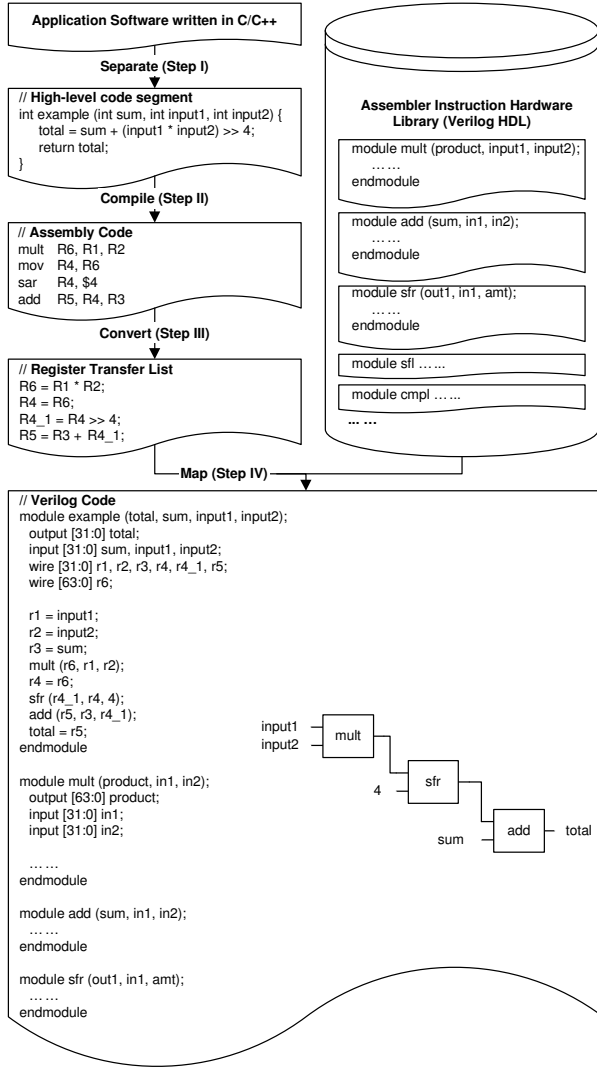 Application Software written in C/C++
Separate (Step I)
// High-level code segment
int example (int sum, int input1, int input2) {
total = sum + (input1 * input2) >> 4;
return total;
}
Compile (Step II)
// Assembly Code
mult R6, R1, R2
mov R4, R6
sar R4, $4
add R5, R4, R3
Convert (Step III)
// Register Transfer List
R6 = R1 * R2;
R4 = R6;
R4_1 = R4 >> 4;
R5 = R3 + R4_1;
Assembler Instruction Hardware
Library (Verilog HDL)
module mult (product, input1, input2);
... ...
endmodule
module add (sum, in1, in2);
... ...
endmodule
module sfr (out1, in1, amt);
... ...
endmodule
module sfl ... ...
module cmpl ... ...
... ...
Map (Step IV)
// Verilog Code
module example (total, sum, input1, input2);
output [31:0] total;
input [31:0] sum, input1, input2;
wire [31:0] r1, r2, r3, r4, r4_1, r5;
wire [63:0] r6;
r1 = input1;
r2 = input2;
r3 = sum;
mult (r6, r1, r2);
r4 = r6;
sfr (r4_1, r4, 4);
add (r5, r3, r4_1);
total = r5;
endmodule
module mult (product, in1, in2);
output [63:0] product;
input [31:0] in1;
input [31:0] in2;
... ...
endmodule
module add (sum, in1, in2);
... ...
endmodule
module sfr (out1, in1, amt);
... ...
endmodule
input1
input2
mult
4
sfr
sum
add
total